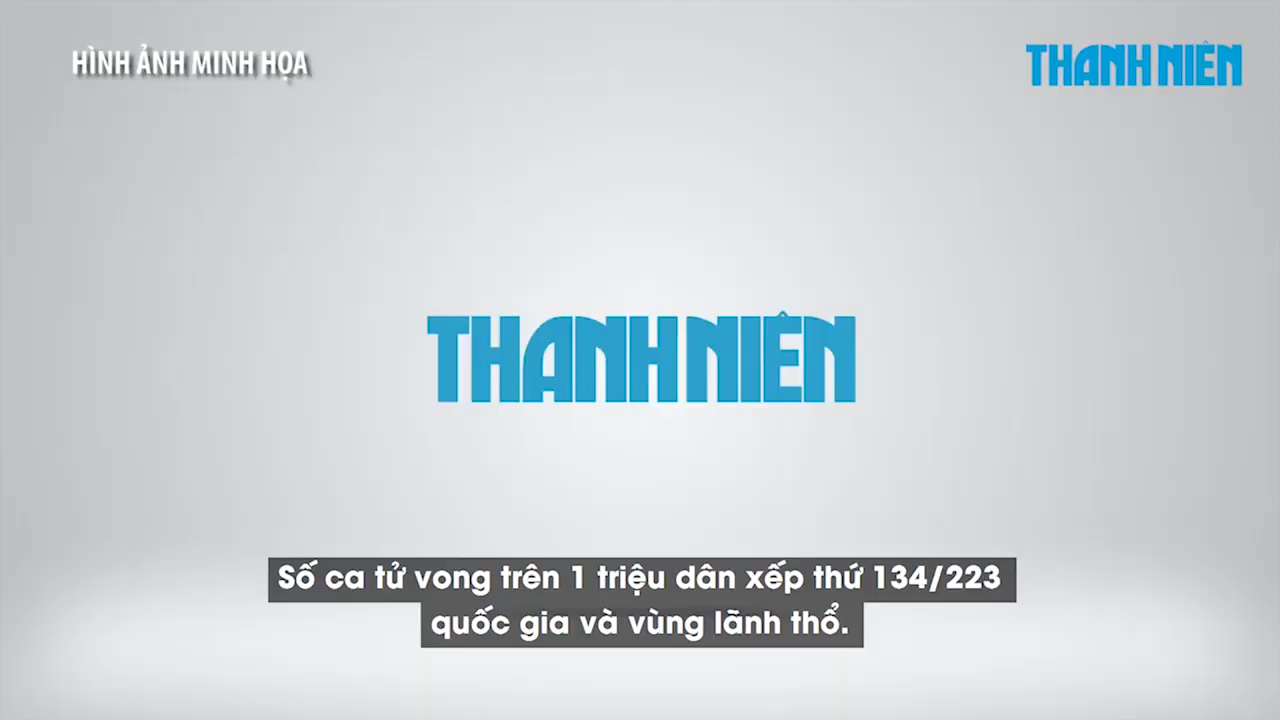 HÌNH ẢNH MINH HỌA
THANH NIÊN
THANH NIÊN
Số ca tử vong trên 1 triệu dân xếp thứ 134/223
quốc gia và vùng lãnh thổ.